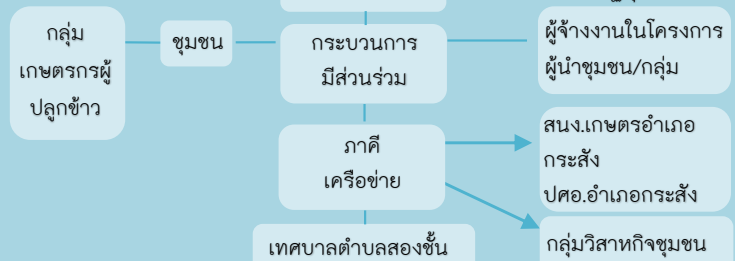 กลุ่ม
เกษตรกรผู้
ปลูกข้าว
ชุมชน
กระบวนการ
มีส่วนร่วม
ผู้จ้างงานในโครงการ
ผู้นำชุมชน/กลุ่ม
ภาคี
เครือข่าย
สนง.เกษตรอำเภอ
กระสัง
ปศอ.อำเภอกระสัง
เทศบาลตำบลสองชั้น
กลุ่มวิสาหกิจชุมชน